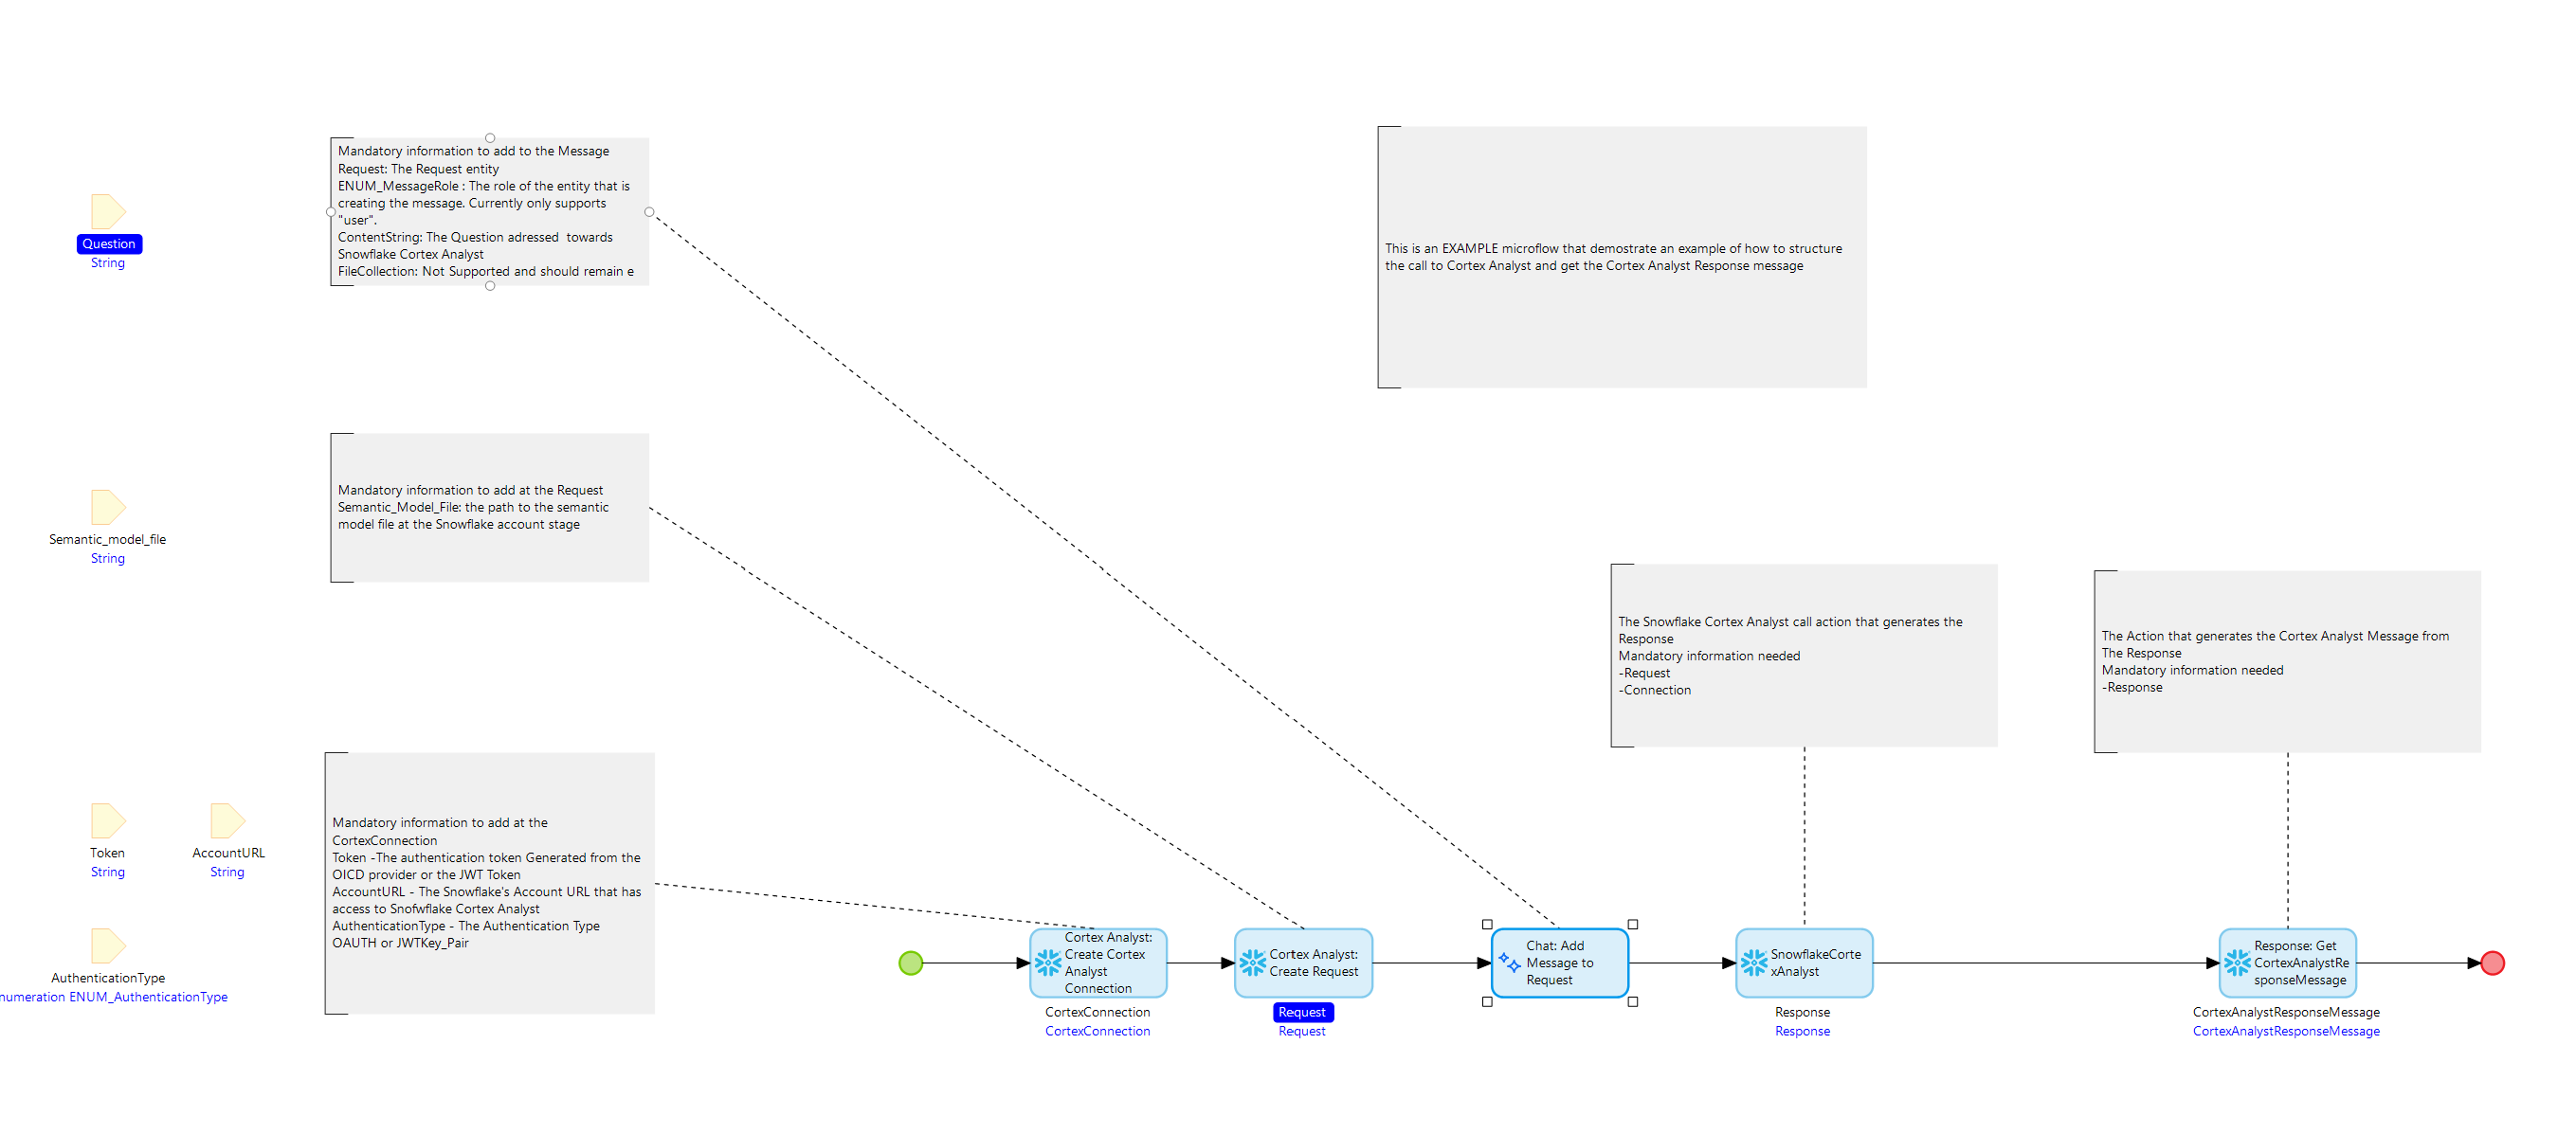 Mandatory information to add to the Message
Request: The Request entity
ENUM_MessageRole : The role of the entity that is
creating the message. Currently only supports
"user".
ContentString: The Question adressed  towards
Snowflake Cortex Analyst
FileCollection: Not Supported and should remain e
Question
String
This is an EXAMPLE microflow that demostrate an example of how to structure
the call to Cortex Analyst and get the Cortex Analyst Response message
Mandatory information to add at the Request
Semantic_Model_File: the path to the semantic
model file at the Snowflake account stage
Semantic_model_file
String
The Snowflake Cortex Analyst call action that generates the
Response
Mandatory information needed
-Request
-Connection
The Action that generates the Cortex Analyst Message from
The Response
Mandatory information needed
-Response
Token
String
AccountURL
String
Mandatory information to add at the
CortexConnection
Token -The authentication token Generated from the
OICD provider or the JWT Token
AccountURL - The Snowflake's Account URL that has
access to Snofwflake Cortex Analyst
AuthenticationType - The Authentication Type
OAUTH or JWTKey_Pair
AuthenticationType
numeration ENUM_AuthenticationType
Cortex Analyst:
Create Cortex
Analyst
Connection
CortexConnection
CortexConnection
Cortex Analyst:
Create Request
Request
Request
Chat: Add
Message to
Request
SnowflakeCorte
xAnalyst
Response
Response
Response: Get
CortexAnalystRe
sponseMessage
CortexAnalystResponseMessage
CortexAnalystResponseMessage